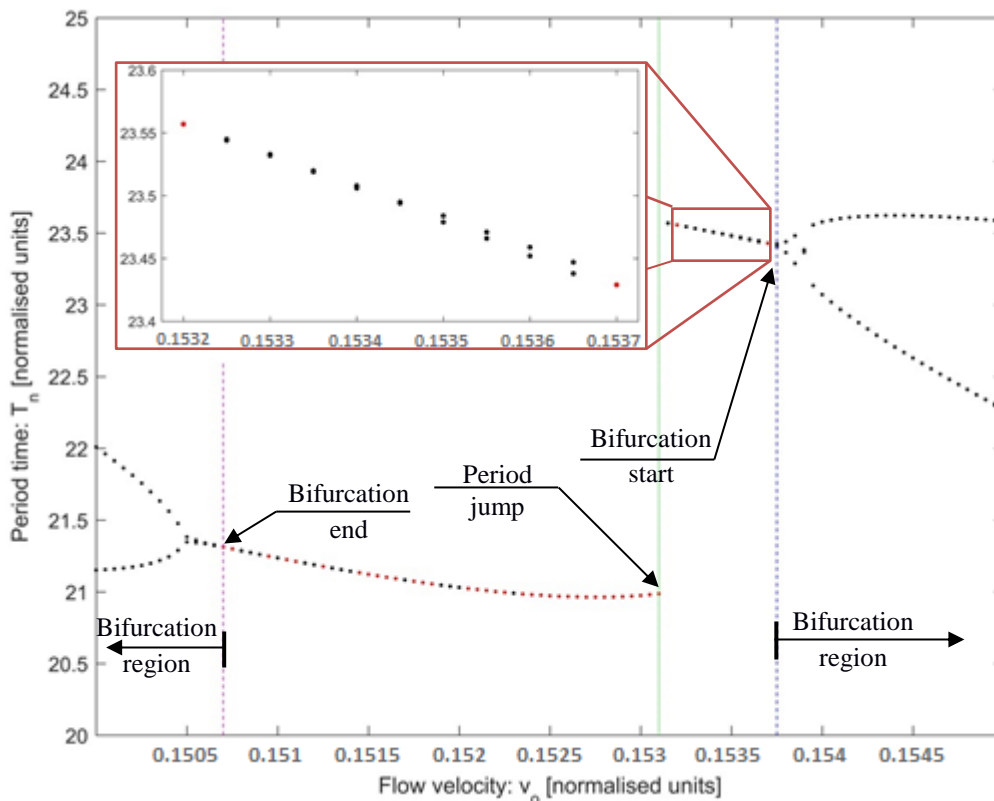 25
24.5
24
23.5
23
22.5
22
21.5
21
20.5
20
Period time: T_n [normalised units]
23.6
23.55
23.5
23.45
23.4
0.1532
0.1533
0.1534
0.1535
0.1536
0.1537
Bifurcation
start
Period
jump
Bifurcation
end
Bifurcation
region
Bifurcation
region
0.1505
0.151
0.1515
0.152
0.1525
0.153
0.1535
0.154
0.1545
Flow velocity: v_o [normalised units]